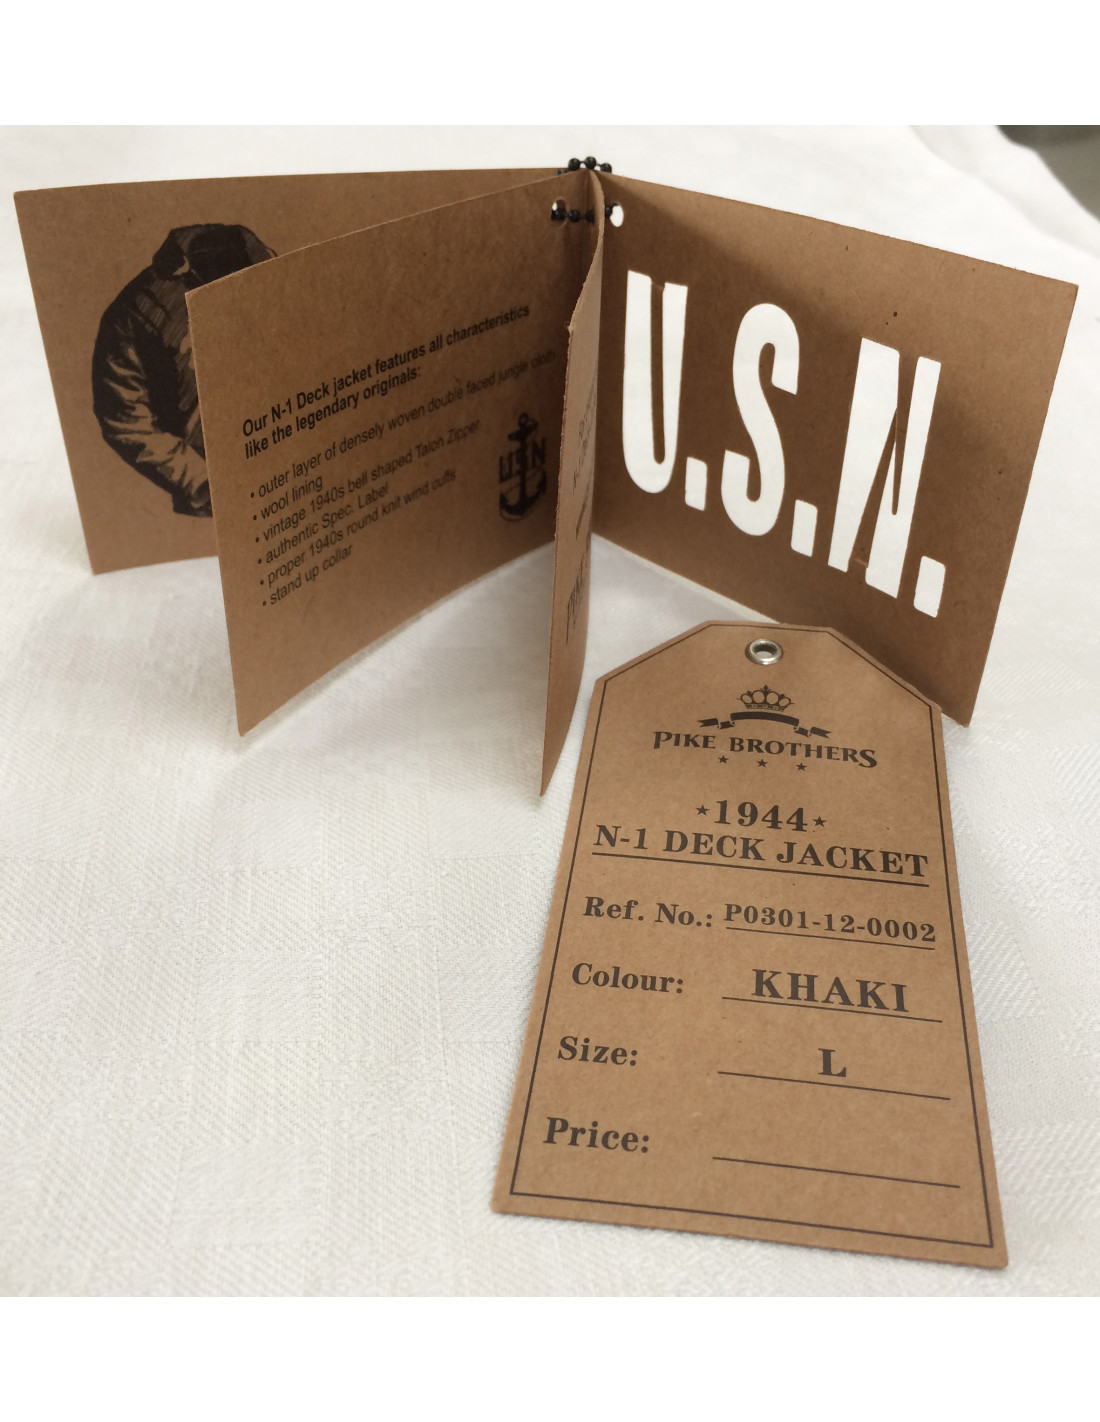 Our N-1 Deck jacket features all characteristics
like the legendary originals:
• outer layer of densely woven double faced jungle cloth
• wool lining
• vintage 1940s bell shaped Talon Zipper
• authentic Spec. Label
• proper 1940s round knit wind cuffs
• stand up collar
USN
U.S.N.
PIKE BROTHERS
1944
N-1 DECK JACKET
Ref. No.: P0301-12-0002
Colour: KHAKI
Size: L
Price: